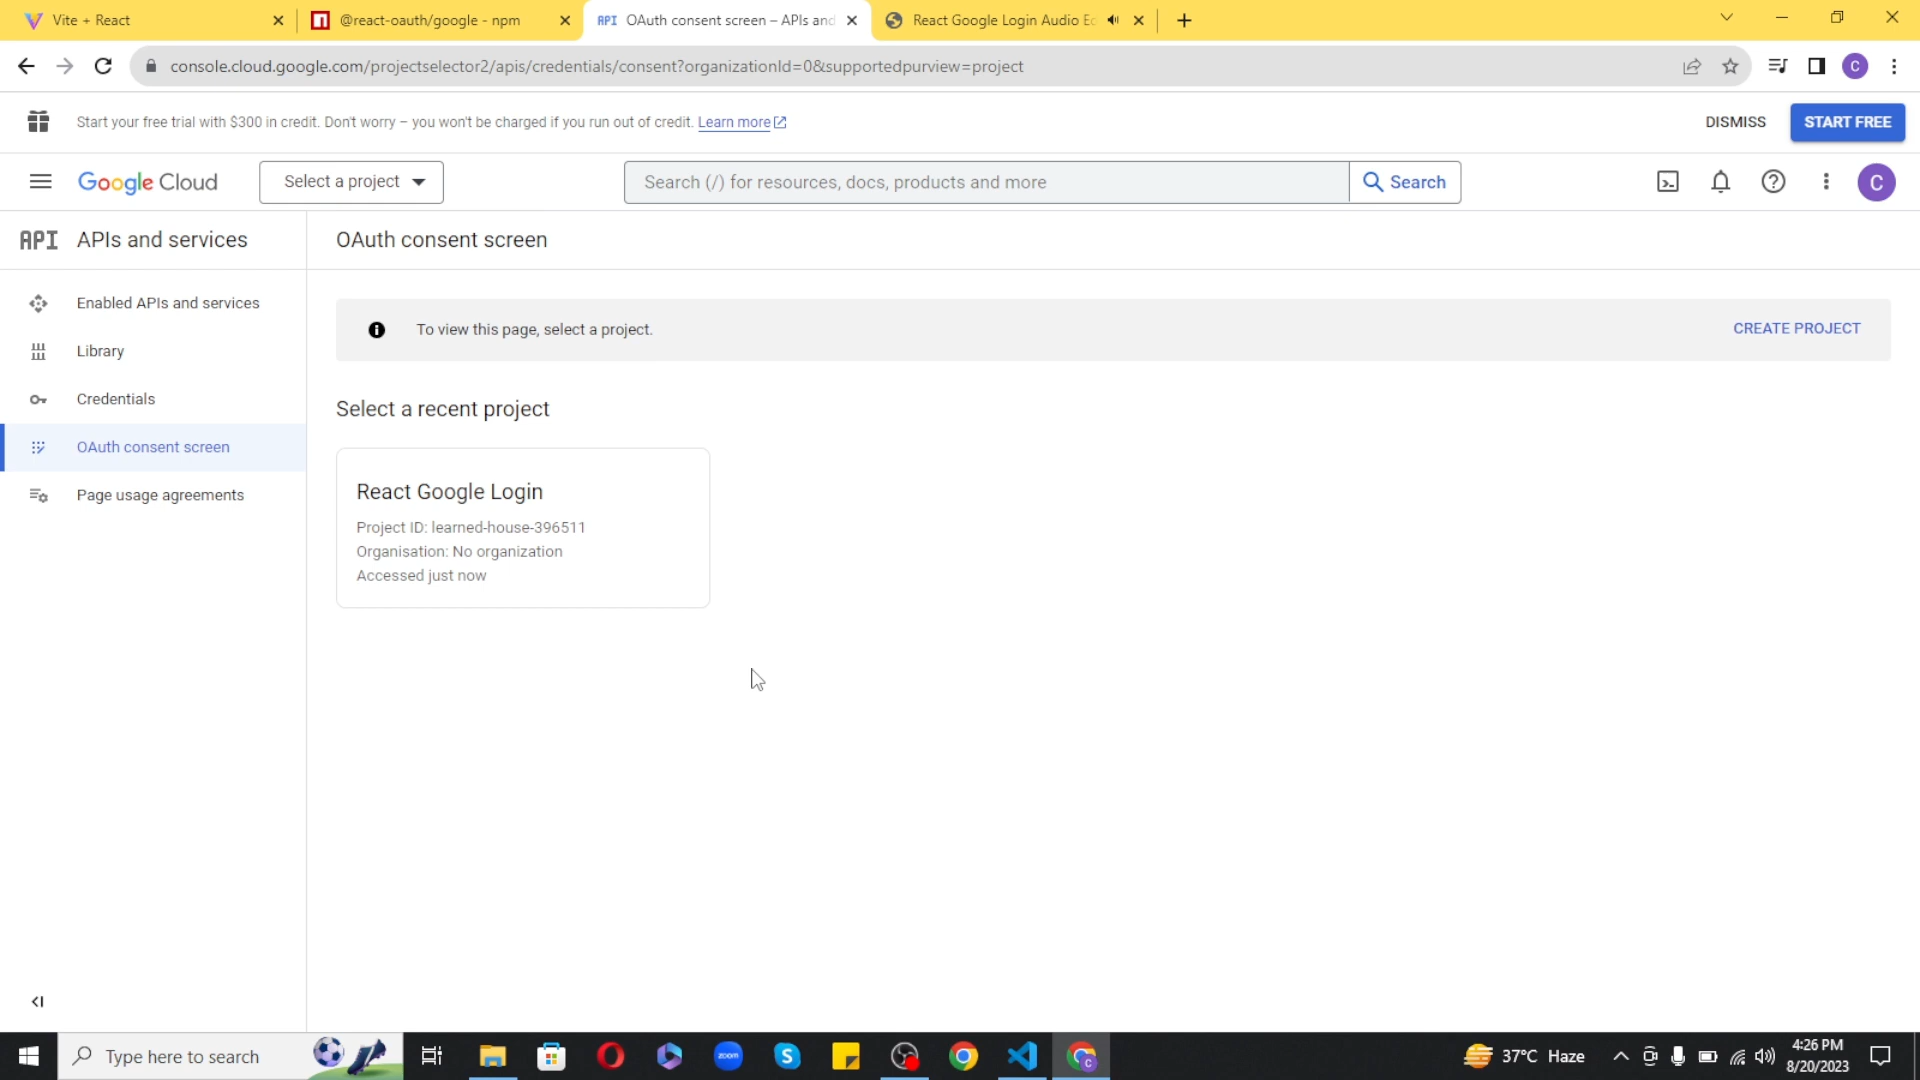 Vite + React
@react-oauth/google - npm
OAuth consent screen – APIs and
React Google Login Audio Ec
console.cloud.google.com/projectselector2/apis/credentials/consent?organizationId=0&supportedpurview=project
C
Start your free trial with $300 in credit. Don't worry – you won't be charged if you run out of credit. Learn more
DISMISS
START FREE
Google Cloud
Select a project
Search (/) for resources, docs, products and more
Search
C
API APIs and services
OAuth consent screen
Enabled APIs and services
Library
Credentials
OAuth consent screen
Page usage agreements
To view this page, select a project.
CREATE PROJECT
Select a recent project
React Google Login
Project ID: learned-house-396511
Organisation: No organization
Accessed just now
Type here to search
zoom
37°C Haze
4:26 PM
8/20/2023